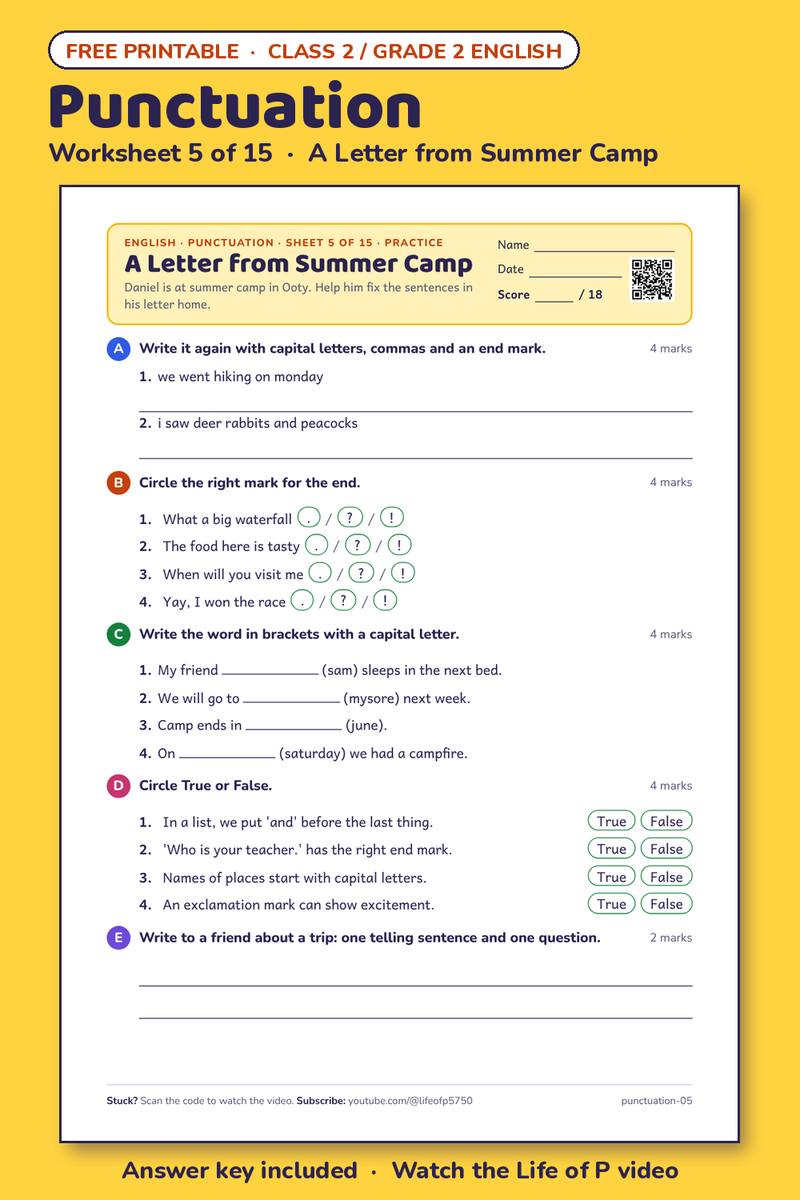 FREE PRINTABLE · CLASS 2 / GRADE 2 ENGLISH
Punctuation
Worksheet 5 of 15 · A Letter from Summer Camp
ENGLISH · PUNCTUATION · SHEET 5 OF 15 · PRACTICE
A Letter from Summer Camp
Daniel is at summer camp in Ooty. Help him fix the sentences in
his letter home.
Name
Date
Score / 18
A Write it again with capital letters, commas and an end mark. 4 marks
1. we went hiking on monday
2. i saw deer rabbits and peacocks
B Circle the right mark for the end. 4 marks
1. What a big waterfall . / ? / !
2. The food here is tasty . / ? / !
3. When will you visit me . / ? / !
4. Yay, I won the race . / ? / !
C Write the word in brackets with a capital letter. 4 marks
1. My friend ____________ (sam) sleeps in the next bed.
2. We will go to ____________ (mysore) next week.
3. Camp ends in ____________ (june).
4. On ____________ (saturday) we had a campfire.
D Circle True or False. 4 marks
1. In a list, we put 'and' before the last thing. True False
2. 'Who is your teacher.' has the right end mark. True False
3. Names of places start with capital letters. True False
4. An exclamation mark can show excitement. True False
E Write to a friend about a trip: one telling sentence and one question. 2 marks
Stuck? Scan the code to watch the video. Subscribe: youtube.com/@lifeofp5750 punctuation-05
Answer key included · Watch the Life of P video